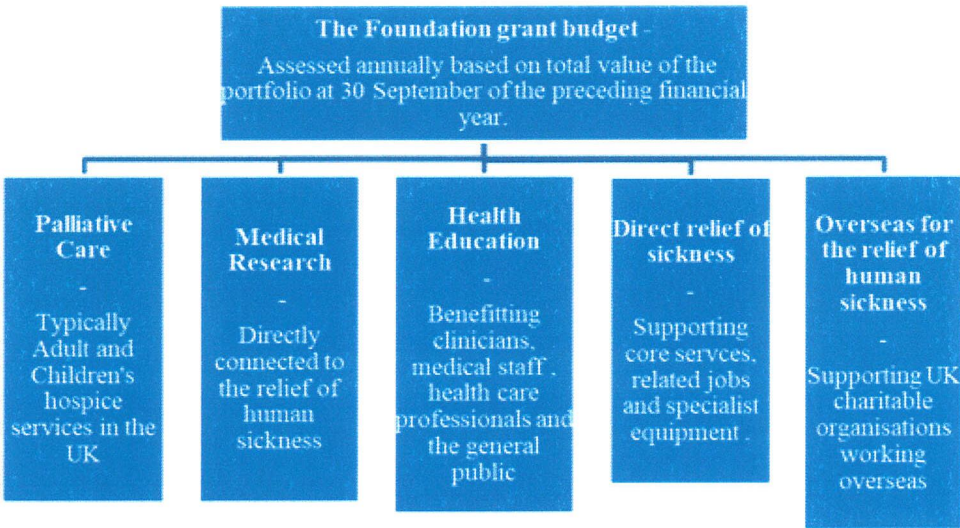 The Foundation grant budget -
Assessed annually based on total value of the
portfolio at 30 September of the preceding financial
year.
Palliative
Care
-
Typically
Adult and
Children's
hospice
services in the
UK
Medical
Research
-
Directly
connected to
the relief of
human
sickness
Health
Education
-
Benefitting
clinicians,
medical staff ,
health care
professionals and
the general
public
Direct relief of
sickness
-
Supporting
core servces,
related jobs
and specialist
equipment .
Overseas for
the relief of
human
sickness
-
Supporting UK
charitable
organisations
working
overseas